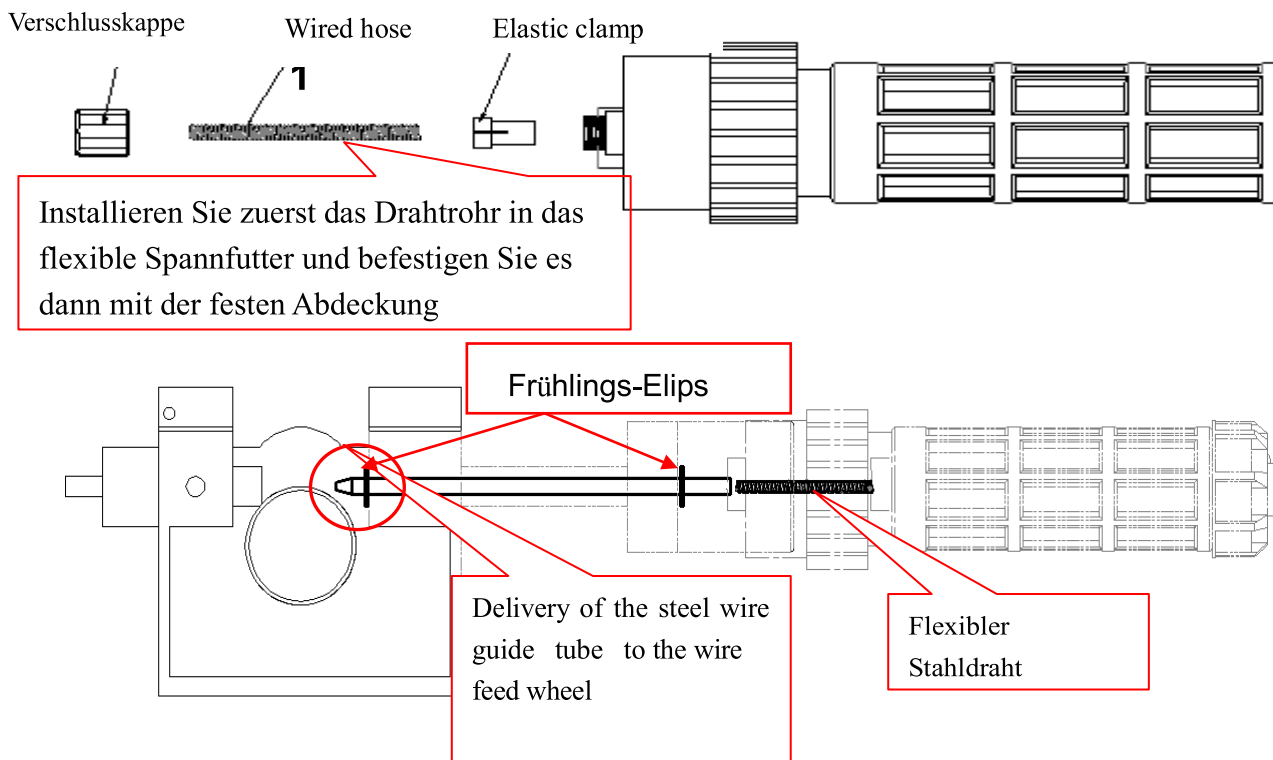 Verschlusskappe
Wired hose
Elastic clamp
1
Installieren Sie zuerst das Drahtrohr in das
flexible Spannfutter und befestigen Sie es
dann mit der festen Abdeckung
Frühlings-Elips
Delivery of the steel wire
guide tube to the wire
feed wheel
Flexibler
Stahldraht